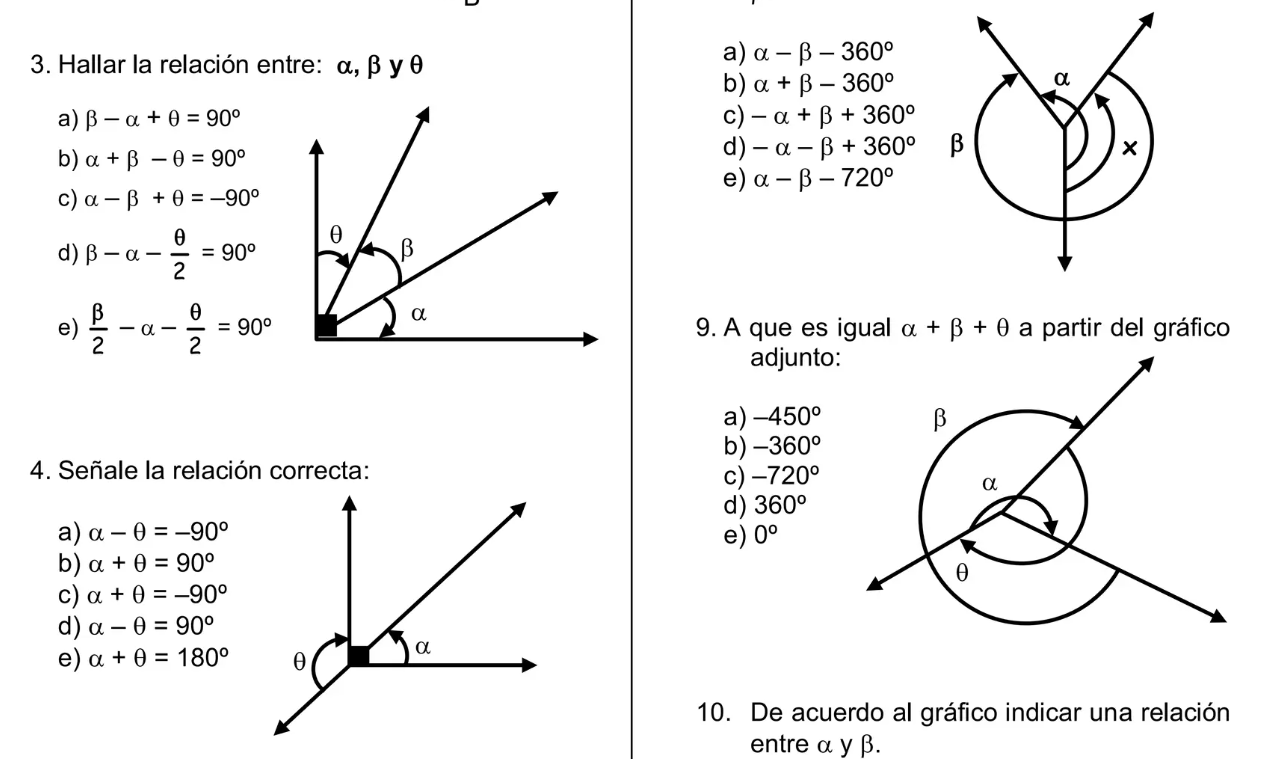 3. Hallar la relación entre: α, β y θ
a) β – α + θ = 90º
b) α + β – θ = 90º
c) α – β + θ = –90º
d) β – α – θ/2 = 90º
e) β/2 – α – θ/2 = 90º
θ
β
α
4. Señale la relación correcta:
a) α – θ = –90º
b) α + θ = 90º
c) α + θ = –90º
d) α – θ = 90º
e) α + θ = 180º
θ
α
a) α – β – 360º
b) α + β – 360º
c) – α + β + 360º
d) – α – β + 360º
e) α – β – 720º
α
β
x
9. A que es igual α + β + θ a partir del gráfico
adjunto:
a) –450º
b) –360º
c) –720º
d) 360º
e) 0º
β
α
θ
10. De acuerdo al gráfico indicar una relación
entre α y β.